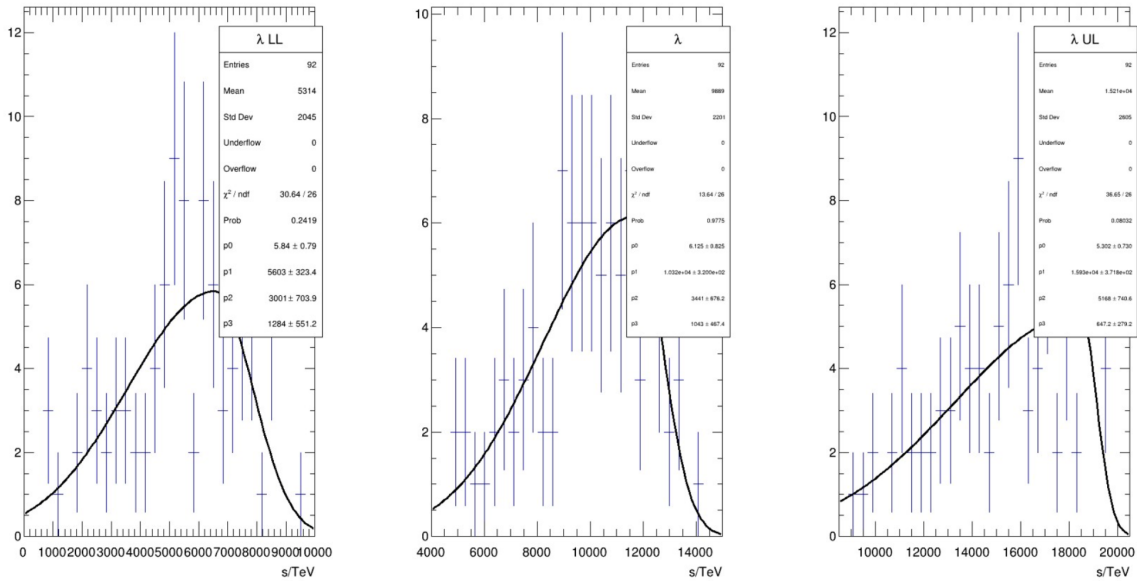 λ LL
Entries 92
Mean 5314
Std Dev 2045
Underflow 0
Overflow 0
χ² / ndf 30.64 / 26
Prob 0.2419
p0 5.84 ± 0.79
p1 5603 ± 323.4
p2 3001 ± 703.9
p3 1284 ± 551.2
12
10
8
6
4
2
0
0 1000 2000 3000 4000 5000 6000 7000 8000 9000 10000
s/TeV
λ
Entries 92
Mean 9889
Std Dev 2201
Underflow 0
Overflow 0
χ² / ndf 13.64 / 26
Prob 0.9775
p0 6.125 ± 0.825
p1 1.032e+04 ± 3.200e+02
p2 3441 ± 676.2
p3 1043 ± 467.4
10
8
6
4
2
0
4000 6000 8000 10000 12000 14000
s/TeV
λ UL
Entries 92
Mean 1.521e+04
Std Dev 2605
Underflow 0
Overflow 0
χ² / ndf 36.65 / 26
Prob 0.08032
p0 5.302 ± 0.730
p1 1.593e+04 ± 3.718e+02
p2 5168 ± 740.6
p3 647.2 ± 279.2
12
10
8
6
4
2
0
10000 12000 14000 16000 18000 20000
s/TeV